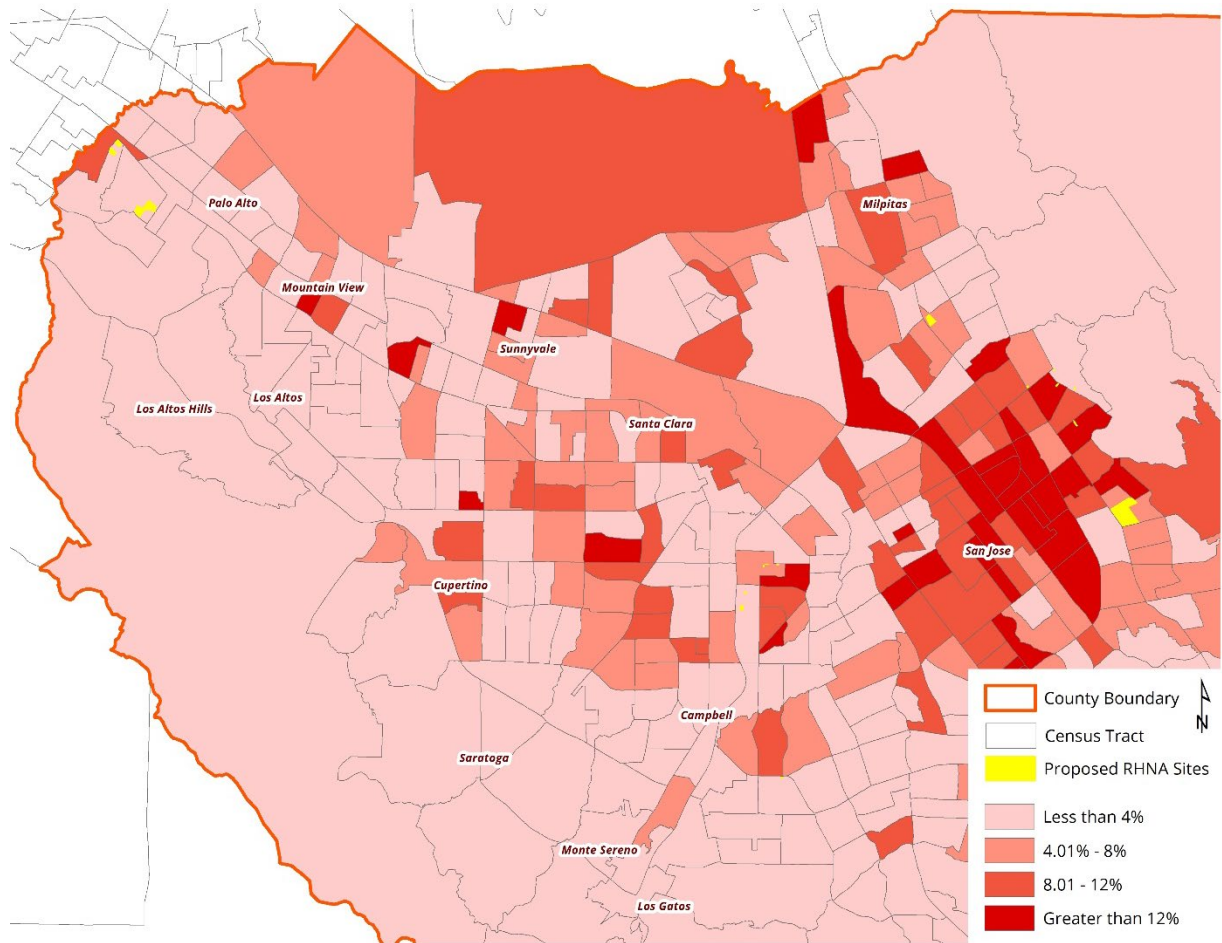 Palo Alto
Milpitas
Mountain View
Sunnyvale
Los Altos Hills
Los Altos
Santa Clara
San Jose
Cupertino
Campbell
Saratoga
Monte Sereno
Los Gatos
County Boundary
N
Census Tract
Proposed RHNA Sites
Less than 4%
4.01% - 8%
8.01 - 12%
Greater than 12%